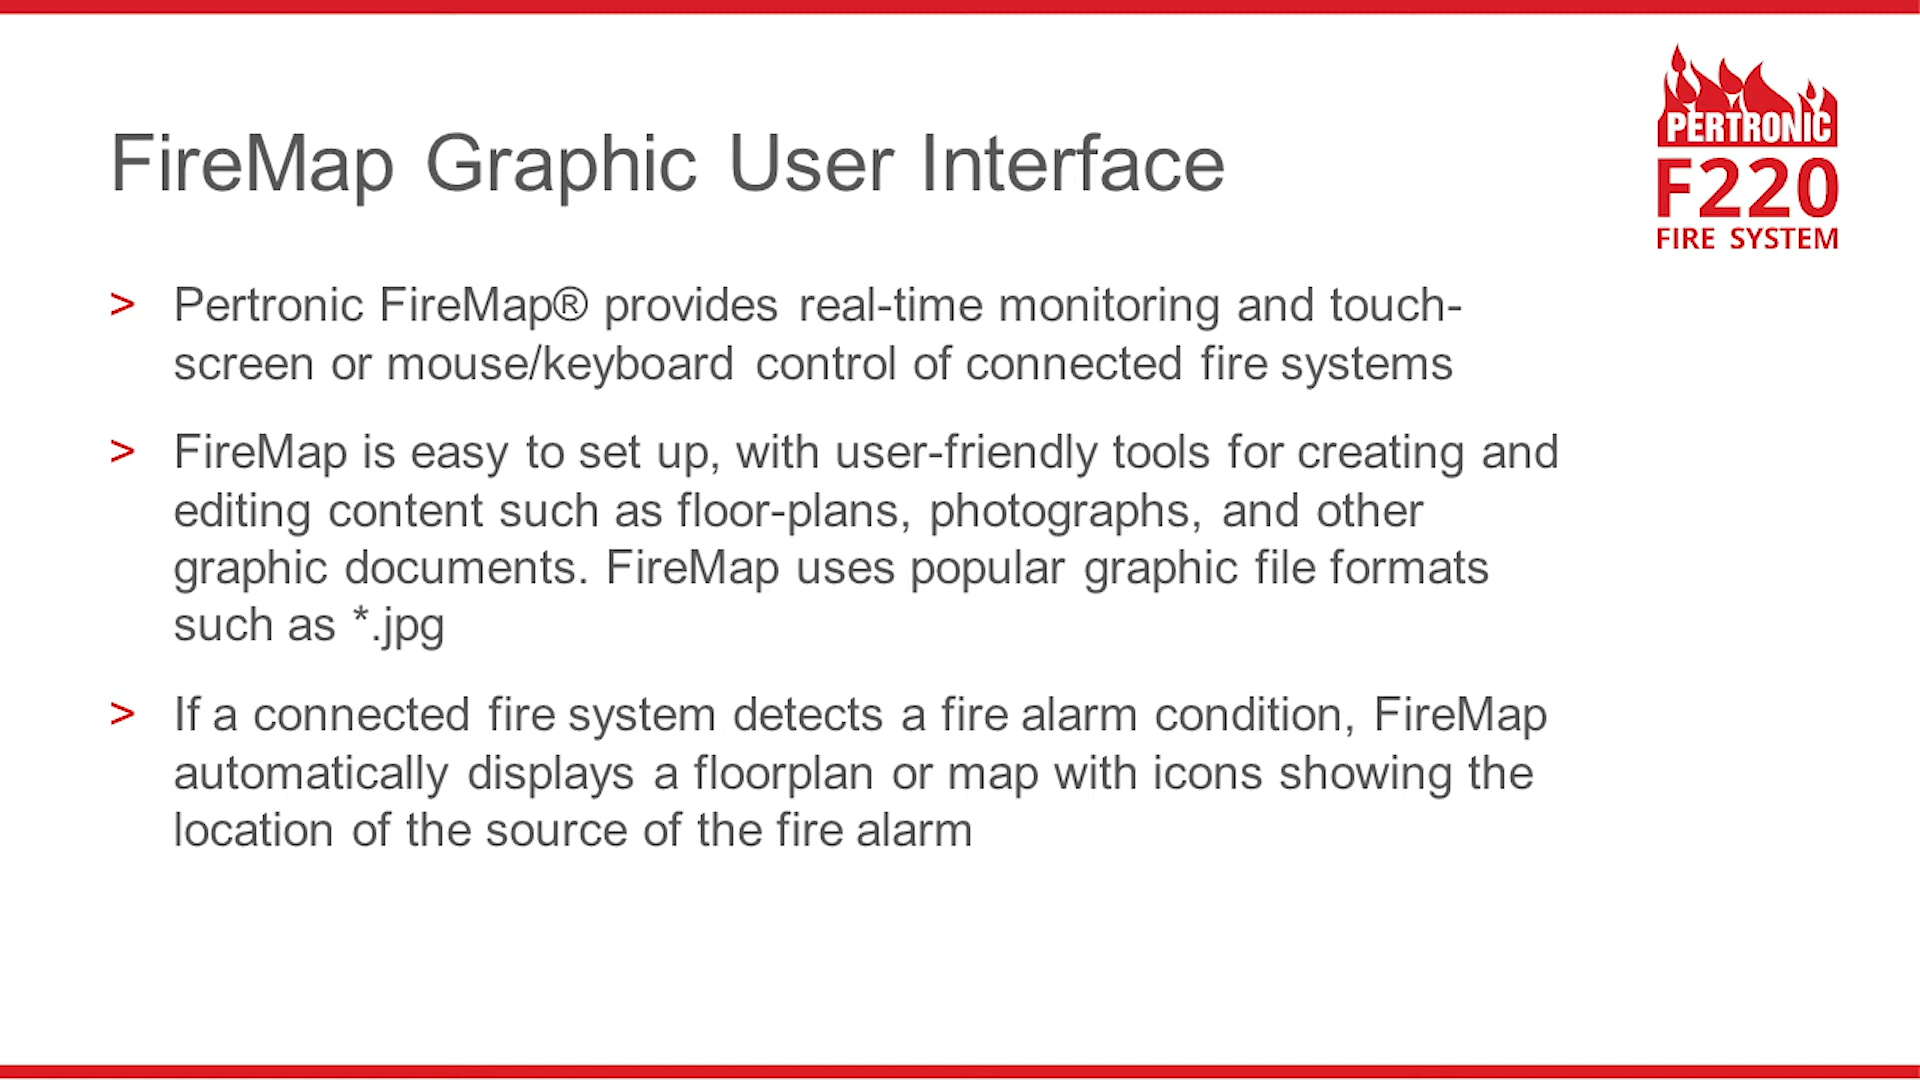 PERTRONIC
F220
FIRE SYSTEM
FireMap Graphic User Interface
> Pertronic FireMap® provides real-time monitoring and touch-
screen or mouse/keyboard control of connected fire systems
> FireMap is easy to set up, with user-friendly tools for creating and
editing content such as floor-plans, photographs, and other
graphic documents. FireMap uses popular graphic file formats
such as *.jpg
> If a connected fire system detects a fire alarm condition, FireMap
automatically displays a floorplan or map with icons showing the
location of the source of the fire alarm